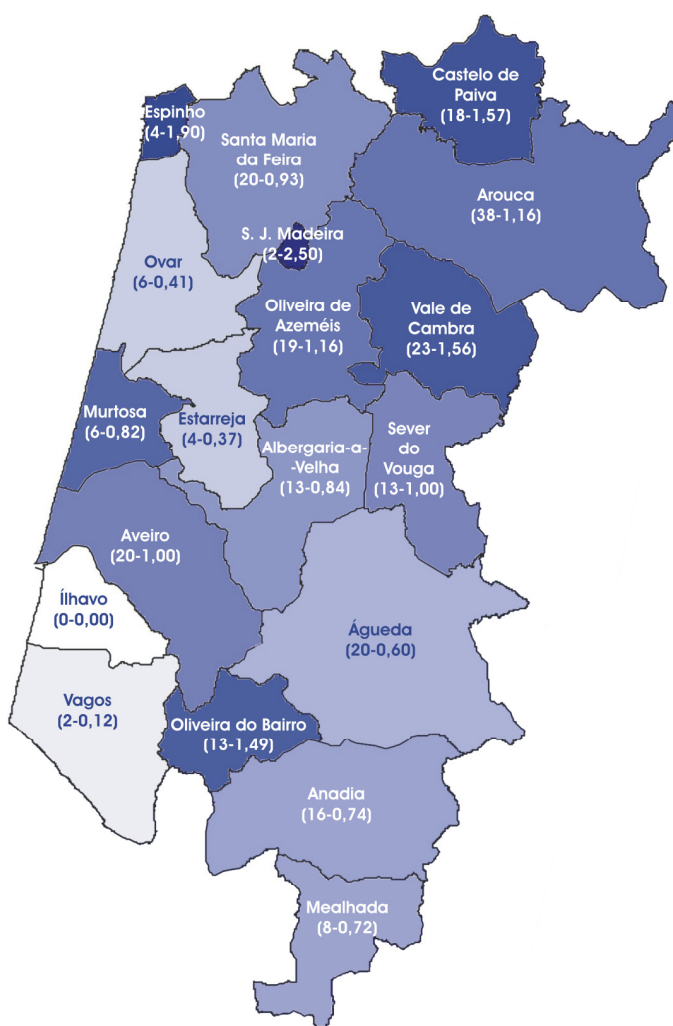 Castelo de
Paiva
(18-1,57)
Espinho
(4-1,90)
Santa Maria
da Feira
(20-0,93)
Arouca
(38-1,16)
S. J. Madeira
(2-2,50)
Ovar
(6-0,41)
Oliveira de
Azeméis
(19-1,16)
Vale de
Cambra
(23-1,56)
Murtosa
(6-0,82)
Estarreja
(4-0,37)
Albergaria-a-
-Velha
(13-0,84)
Sever
do
Vouga
(13-1,00)
Aveiro
(20-1,00)
Ílhavo
(0-0,00)
Águeda
(20-0,60)
Vagos
(2-0,12)
Oliveira do Bairro
(13-1,49)
Anadia
(16-0,74)
Mealhada
(8-0,72)